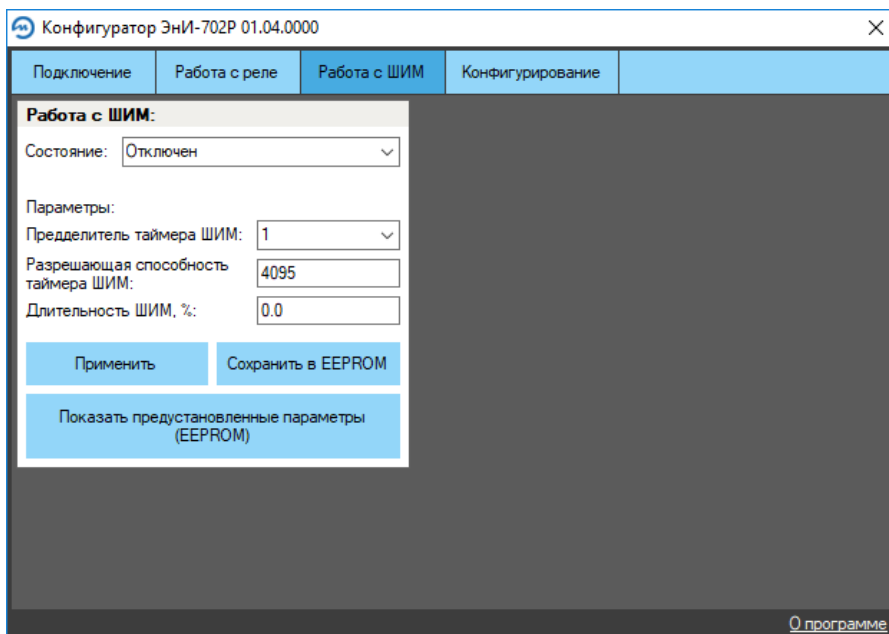 Конфигуратор ЭнИ-702Р 01.04.0000
Подключение
Работа с реле
Работа с ШИМ
Конфигурирование
Работа с ШИМ:
Состояние: Отключен
Параметры:
Предделитель таймера ШИМ: 1
Разрешающая способность
таймера ШИМ: 4095
Длительность ШИМ, %: 0.0
Применить
Сохранить в EEPROM
Показать предустановленные параметры
(EEPROM)
О программе